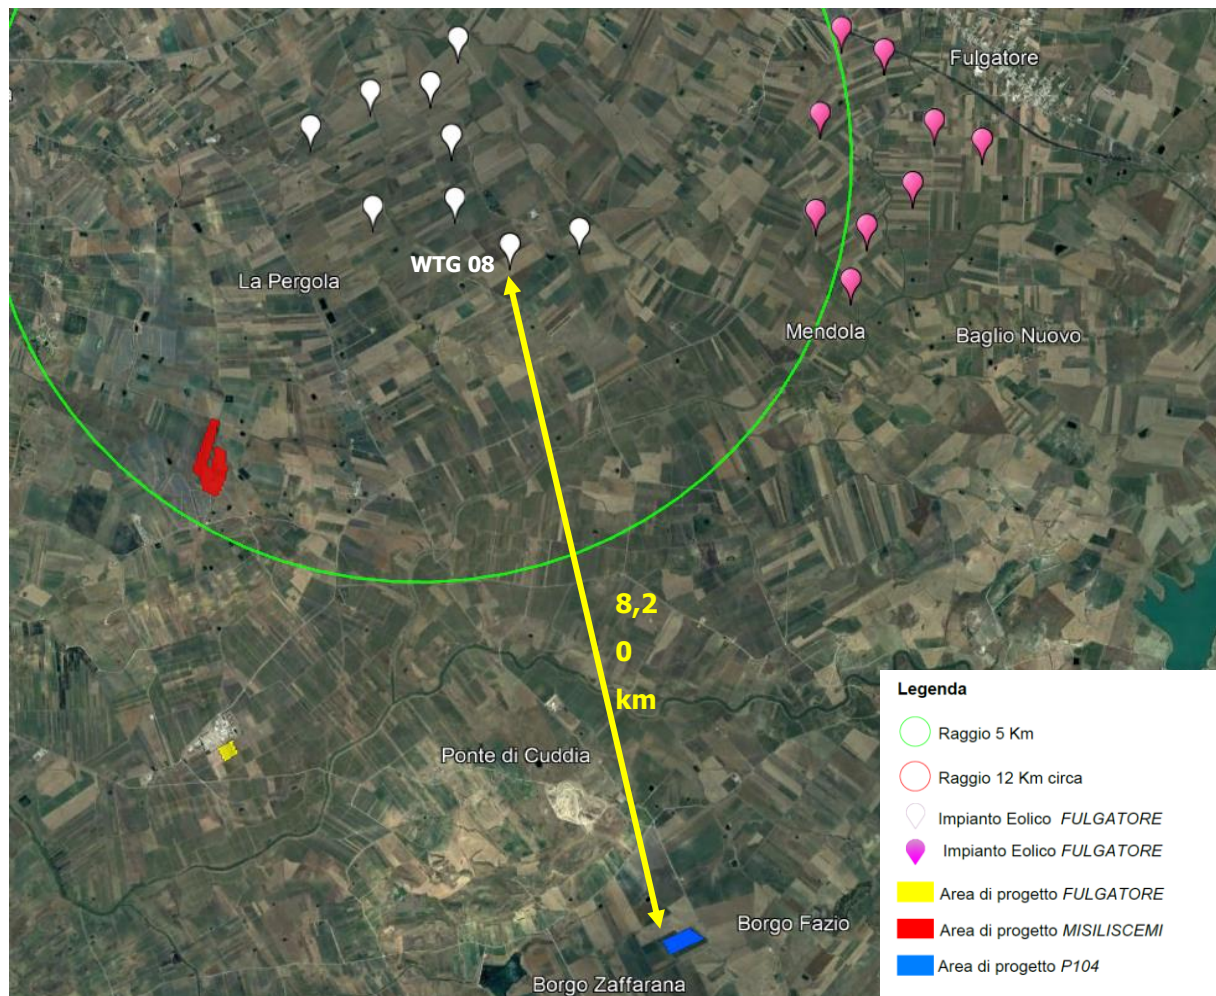 Fulgatore
WTG 08
La Pergola
Mendola
Baglio Nuovo
8,2
0
km
Ponte di Cuddia
Borgo Fazio
Borgo Zaffarana
Legenda
Raggio 5 Km
Raggio 12 Km circa
Impianto Eolico FULGATORE
Impianto Eolico FULGATORE
Area di progetto FULGATORE
Area di progetto MISILISCEMI
Area di progetto P104